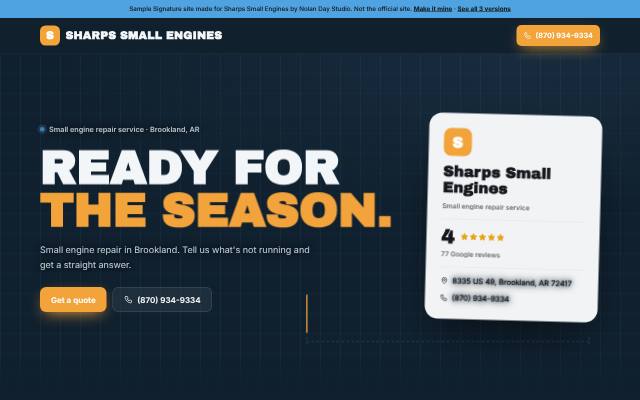 Sample Signature site made for Sharps Small Engines by Nolan Day Studio. Not the official site. Make it mine · See all 3 versions
S SHARPS SMALL ENGINES
(870) 934-9334
Small engine repair service · Brookland, AR
READY FOR
THE SEASON.
Small engine repair in Brookland. Tell us what's not running and
get a straight answer.
Get a quote
(870) 934-9334
S
Sharps Small
Engines
Small engine repair service
4 ★★★★★
77 Google reviews
8335 US 49, Brookland, AR 72417
(870) 934-9334